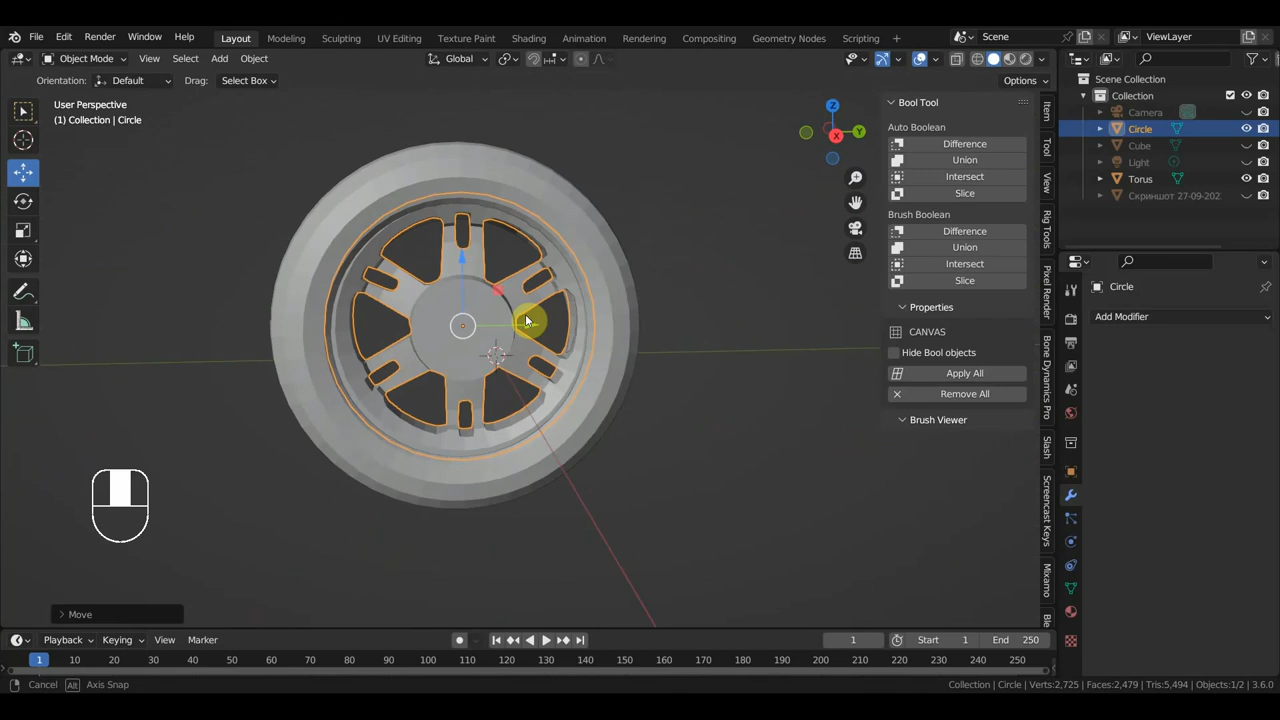 File Edit Render Window Help Layout Modeling Sculpting UV Editing Texture Paint Shading Animation Rendering Compositing Geometry Nodes Scripting Scene ViewLayer
Object Mode View Select Add Object Global
Orientation: Default Drag: Select Box Options
User Perspective
(1) Collection | Circle
Z
Y
X
Bool Tool
Auto Boolean
Difference
Union
Intersect
Slice
Brush Boolean
Difference
Union
Intersect
Slice
Properties
CANVAS
Hide Bool objects
Apply All
Remove All
Brush Viewer
Item
Tool
View
Rig Tools
Pixel Render
Bone Dynamics Pro
Slash
Screencast Keys
Mixamo
Scene Collection
Collection
Camera
Circle
Cube
Light
Torus
Скриншот 27-09-202
Circle
Add Modifier
Move
Playback Keying View Marker 1 Start 1 End 250
1 10 20 30 40 50 60 70 80 90 100 110 120 130 140 150 160 170 180 190 200 210 220 230 240 250
Cancel Alt Axis Snap Collection | Circle | Verts:2,725 | Faces:2,479 | Tris:5,494 | Objects:1/2 | 3.6.0